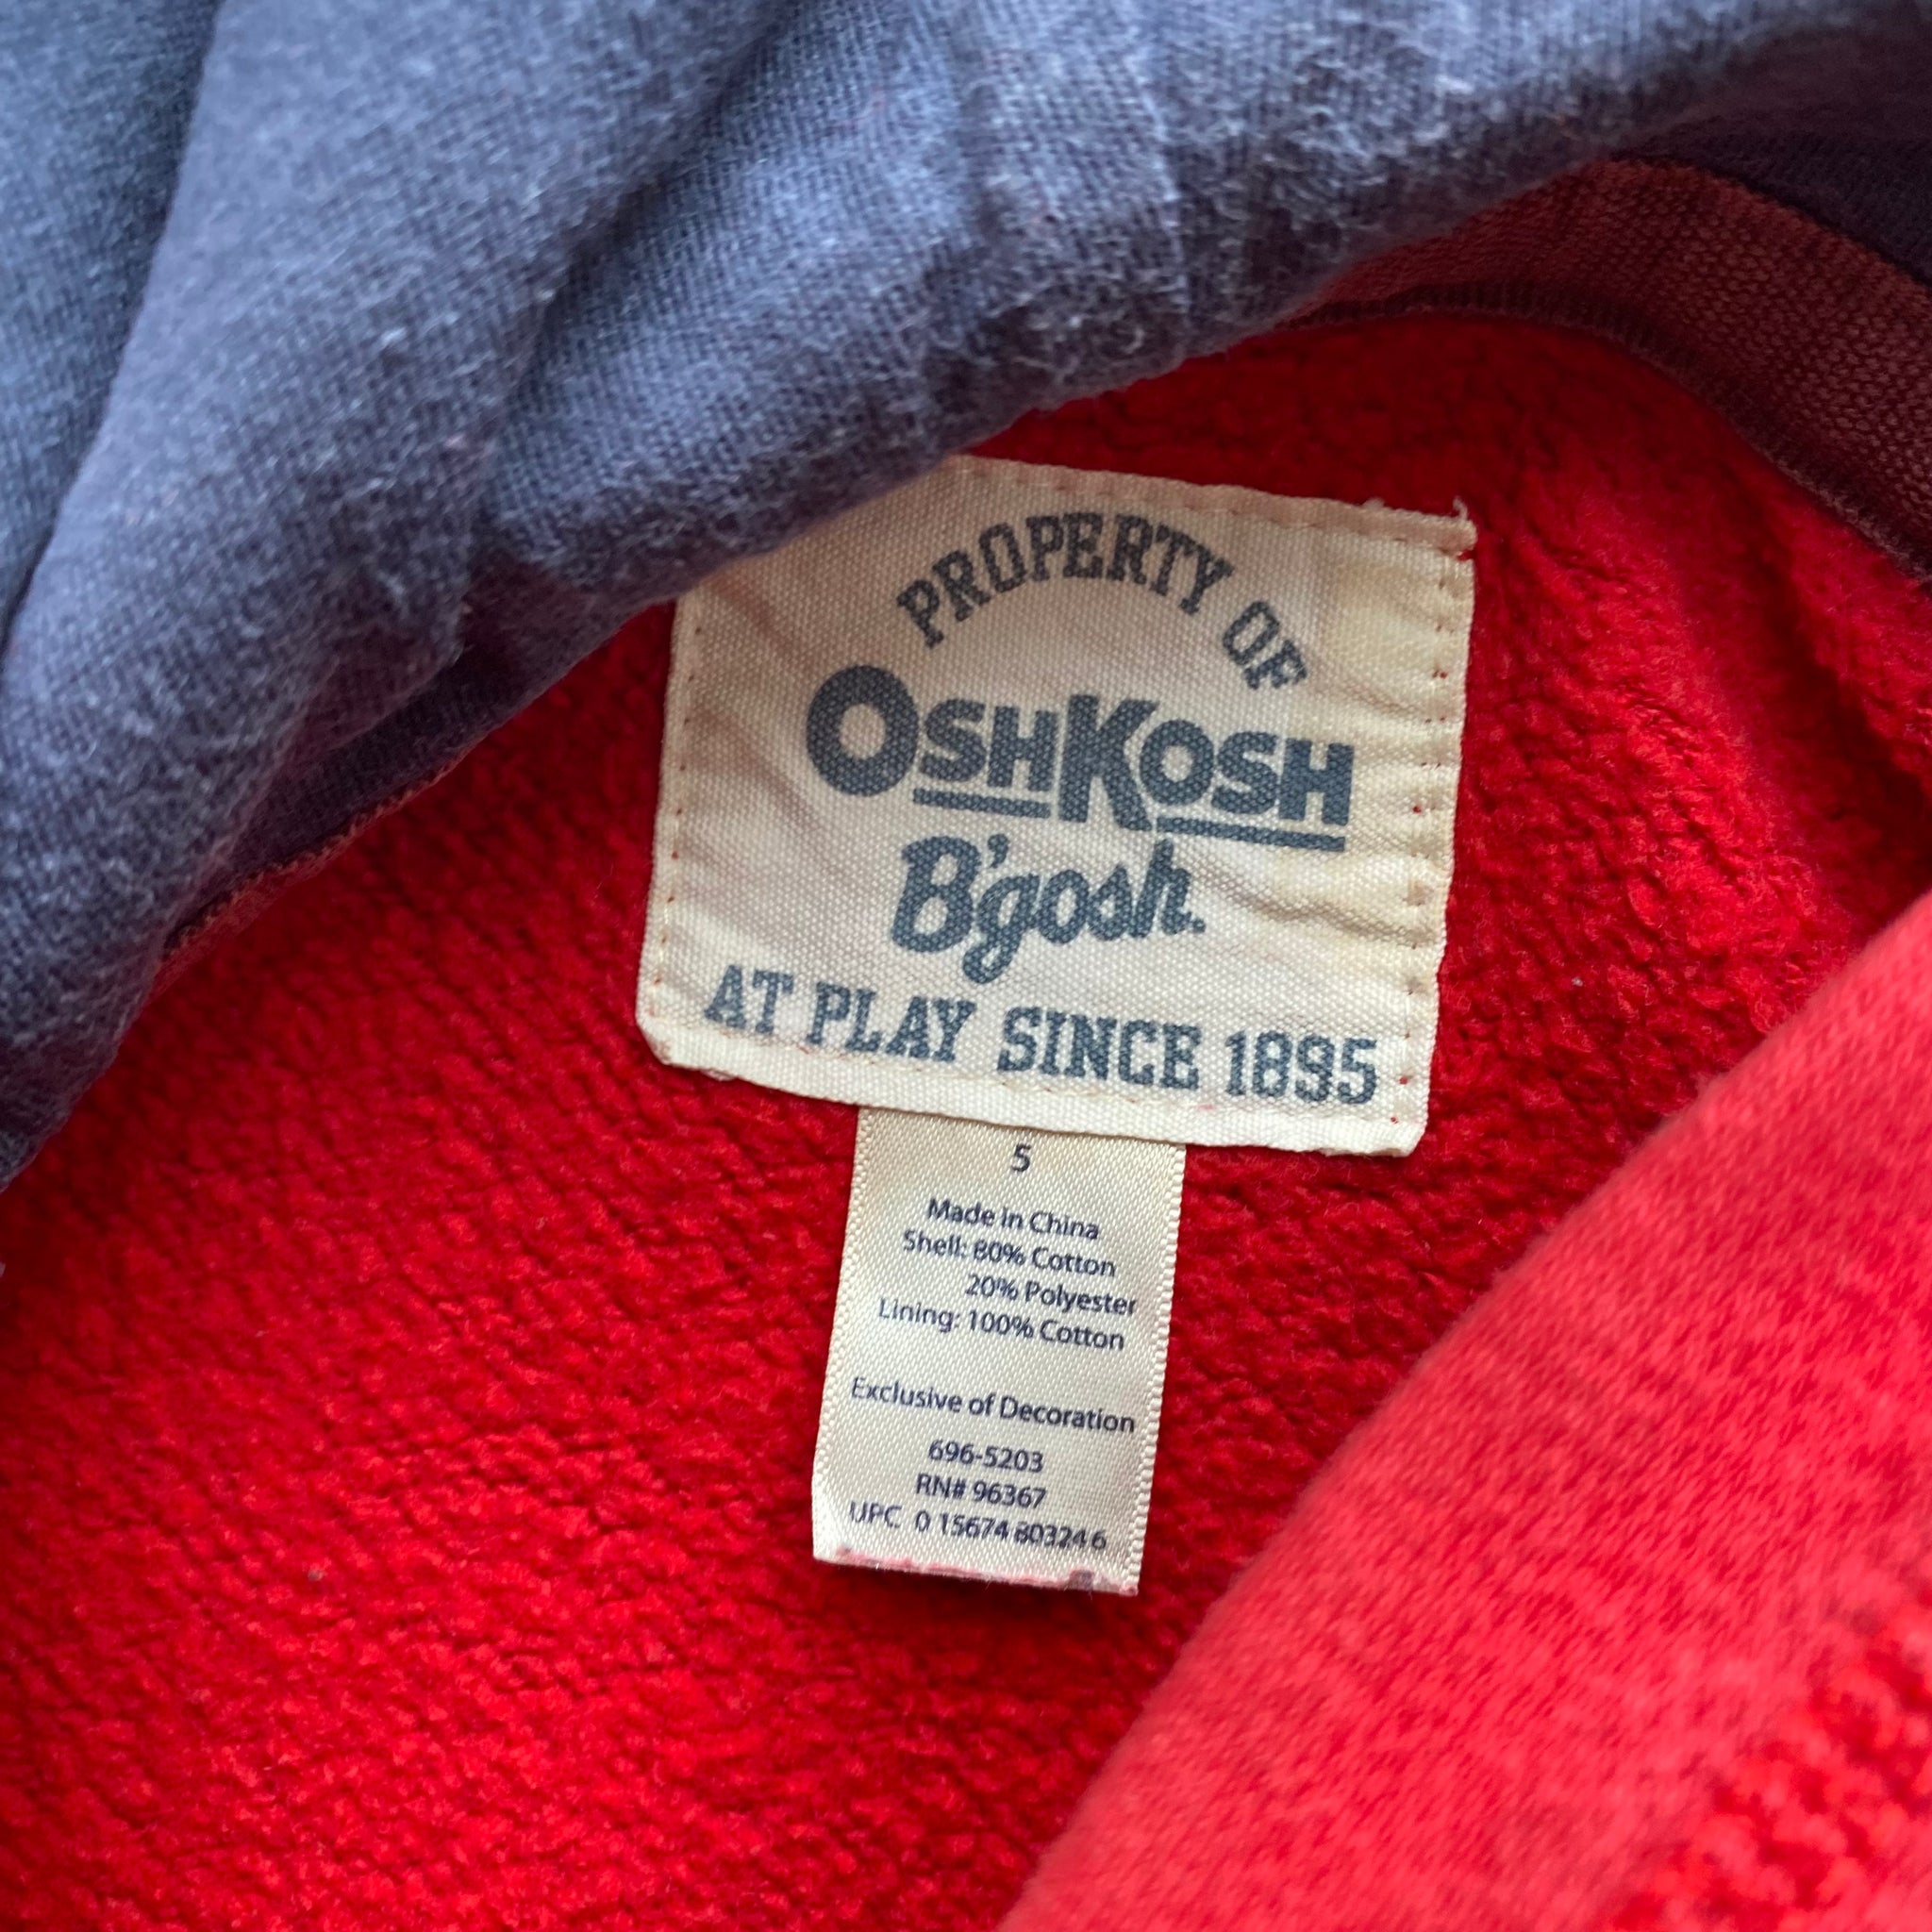 PROPERTY OF
OSHKOSH
B'gosh.
AT PLAY SINCE 1895
5
Made in China
Shell: 80% Cotton
20% Polyester
Lining: 100% Cotton
Exclusive of Decoration
696-5203
RN# 96367
UPC 0 15674 80324 6